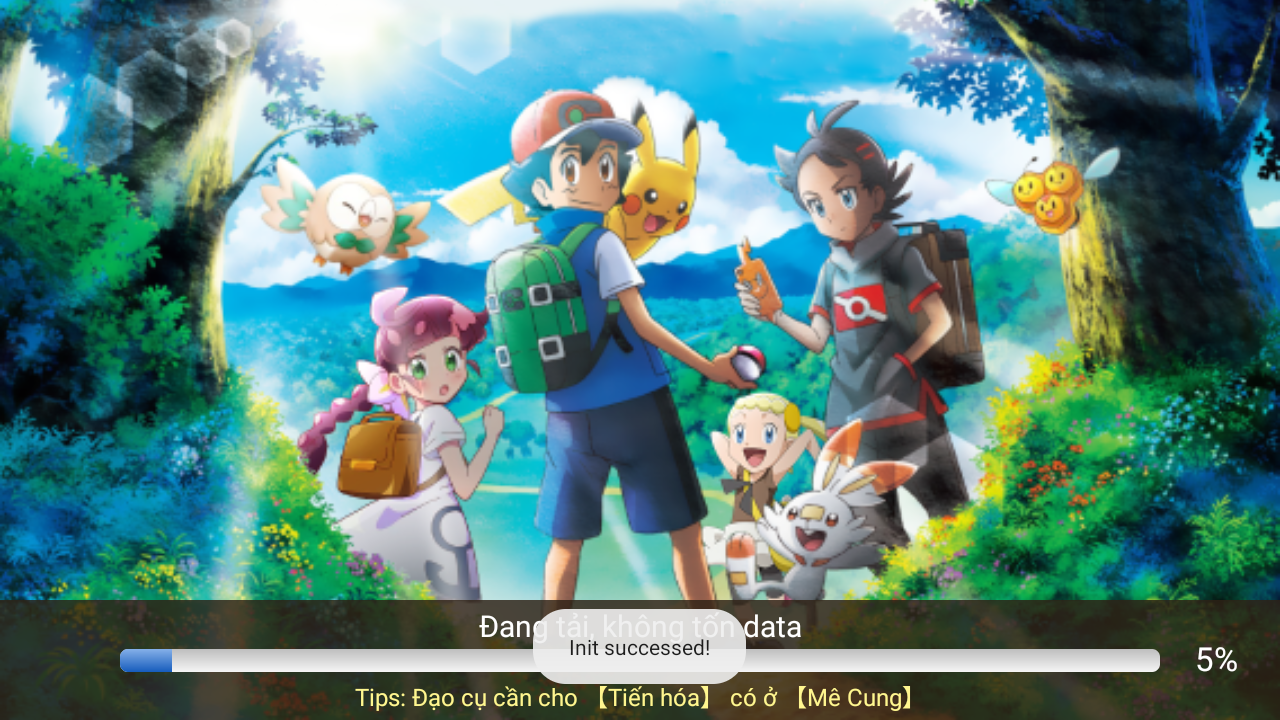 Đang tải, không tốn data
Init successed!
5%
Tips: Đạo cụ cần cho 【Tiến hóa】 có ở 【Mê Cung】